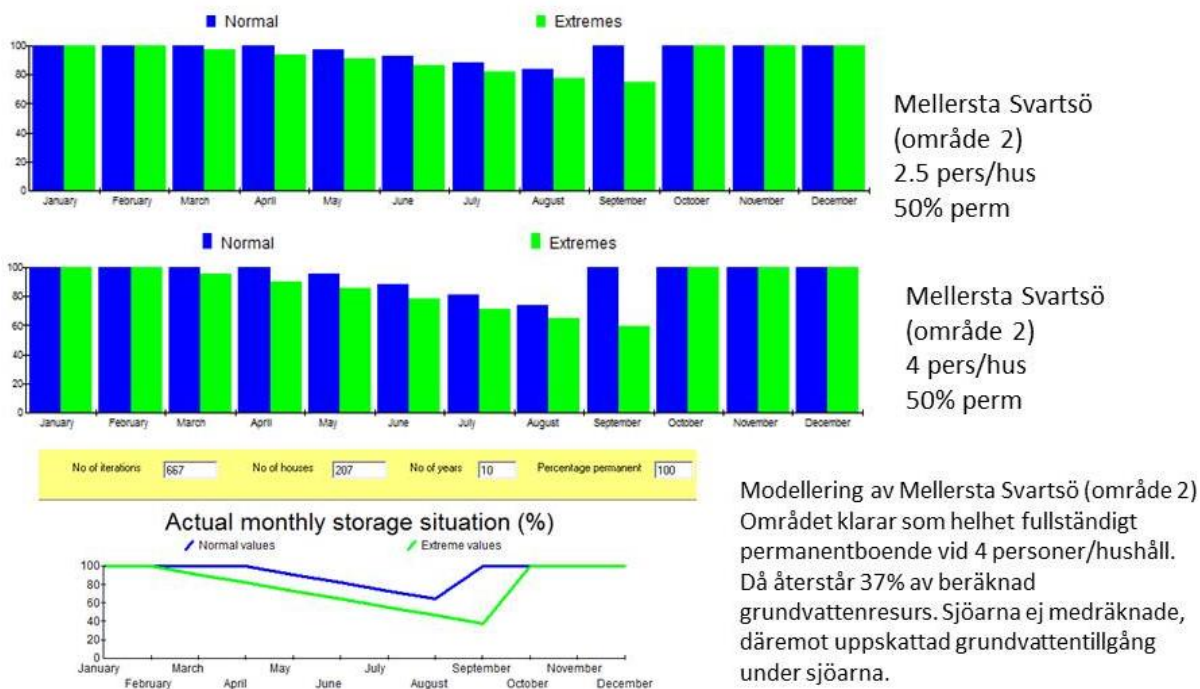 Normal Extremes
100
80
60
40
20
0
January February March April May June July August September October November December
Mellersta Svartsö
(område 2)
2.5 pers/hus
50% perm
Normal Extremes
100
80
60
40
20
0
January February March April May June July August September October November December
Mellersta Svartsö
(område 2)
4 pers/hus
50% perm
No of iterations 667 No of houses 207 No of years 10 Percentage permanent 100
Actual monthly storage situation (%)
Normal values Extreme values
100
80
60
40
20
0
January March May July September November
February April June August October December
Modellering av Mellersta Svartsö (område 2)
Området klarar som helhet fullständigt
permanentboende vid 4 personer/hushåll.
Då återstår 37% av beräknad
grundvattenresurs. Sjöarna ej medräknade,
däremot uppskattad grundvattentillgång
under sjöarna.